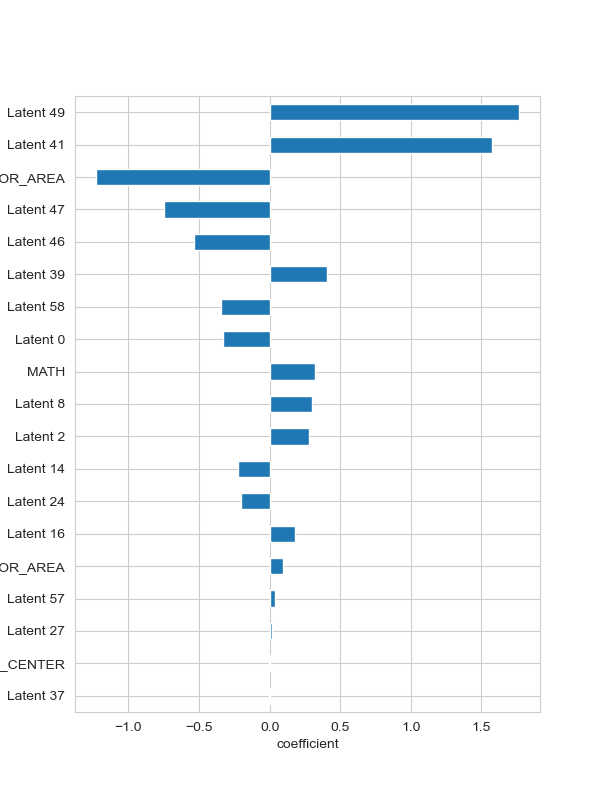 Latent 49
Latent 41
OR_AREA
Latent 47
Latent 46
Latent 39
Latent 58
Latent 0
MATH
Latent 8
Latent 2
Latent 14
Latent 24
Latent 16
OR_AREA
Latent 57
Latent 27
_CENTER
Latent 37
−1.0 −0.5 0.0 0.5 1.0 1.5
coefficient